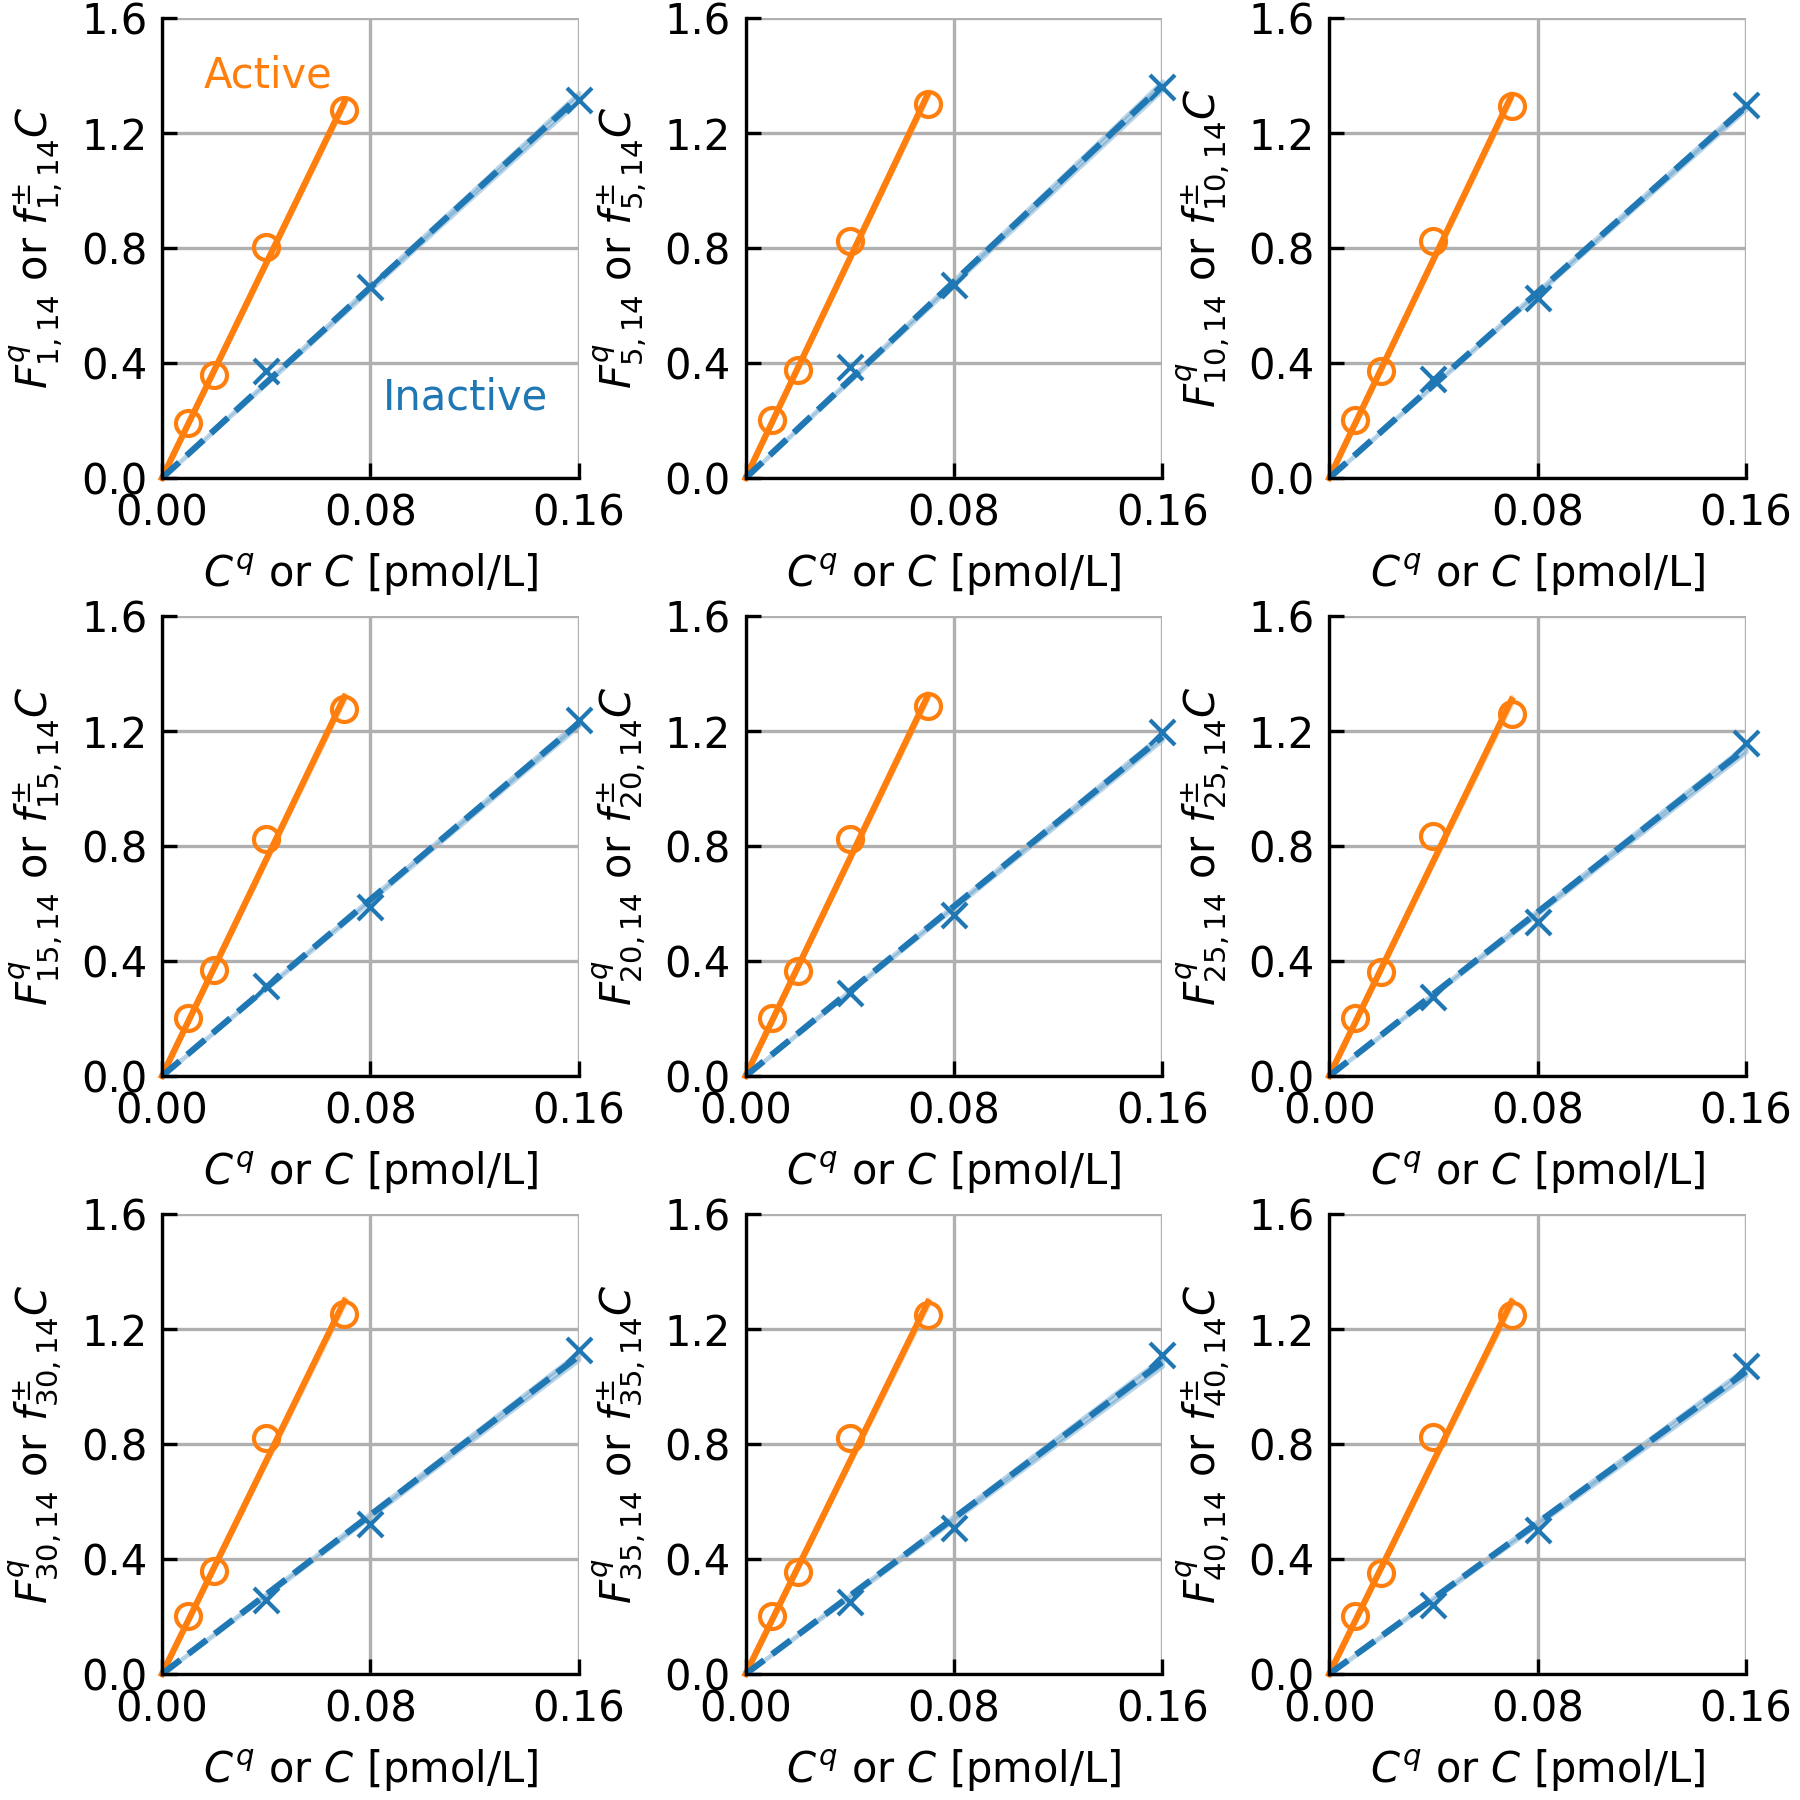 F^q_{1,14} or f^±_{1,14}C
1.6
1.2
0.8
0.4
0.0
Active
Inactive
0.00 0.08 0.16
C^q or C [pmol/L]
F^q_{5,14} or f^±_{5,14}C
1.6
1.2
0.8
0.4
0.0
0.00 0.08 0.16
C^q or C [pmol/L]
F^q_{10,14} or f^±_{10,14}C
1.6
1.2
0.8
0.4
0.0
0.00 0.08 0.16
C^q or C [pmol/L]
F^q_{15,14} or f^±_{15,14}C
1.6
1.2
0.8
0.4
0.0
0.00 0.08 0.16
C^q or C [pmol/L]
F^q_{20,14} or f^±_{20,14}C
1.6
1.2
0.8
0.4
0.0
0.00 0.08 0.16
C^q or C [pmol/L]
F^q_{25,14} or f^±_{25,14}C
1.6
1.2
0.8
0.4
0.0
0.00 0.08 0.16
C^q or C [pmol/L]
F^q_{30,14} or f^±_{30,14}C
1.6
1.2
0.8
0.4
0.0
0.00 0.08 0.16
C^q or C [pmol/L]
F^q_{35,14} or f^±_{35,14}C
1.6
1.2
0.8
0.4
0.0
0.00 0.08 0.16
C^q or C [pmol/L]
F^q_{40,14} or f^±_{40,14}C
1.6
1.2
0.8
0.4
0.0
0.00 0.08 0.16
C^q or C [pmol/L]